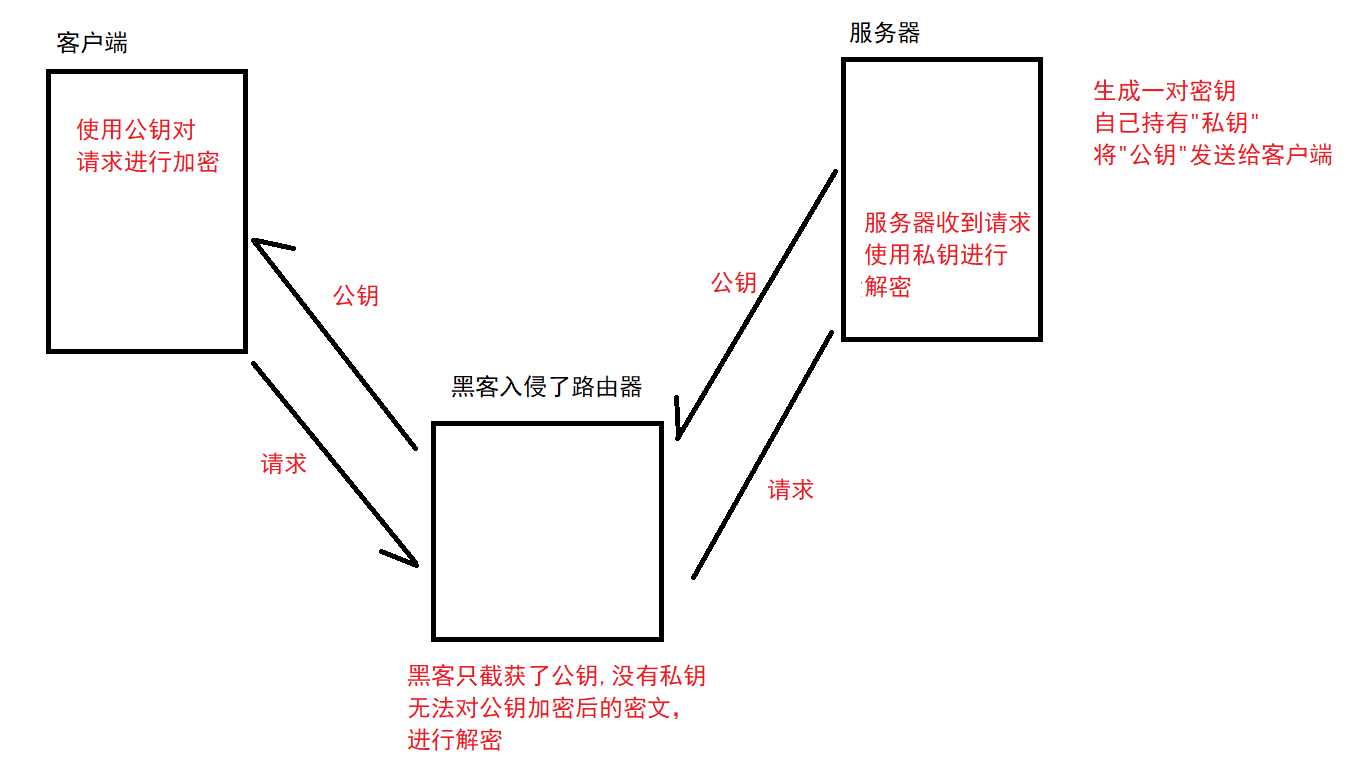 客户端
服务器
生成一对密钥
自己持有"私钥"
将"公钥"发送给客户端
使用公钥对
请求进行加密
服务器收到请求
使用私钥进行
解密
公钥
公钥
黑客入侵了路由器
请求
请求
黑客只截获了公钥, 没有私钥
无法对公钥加密后的密文，
进行解密